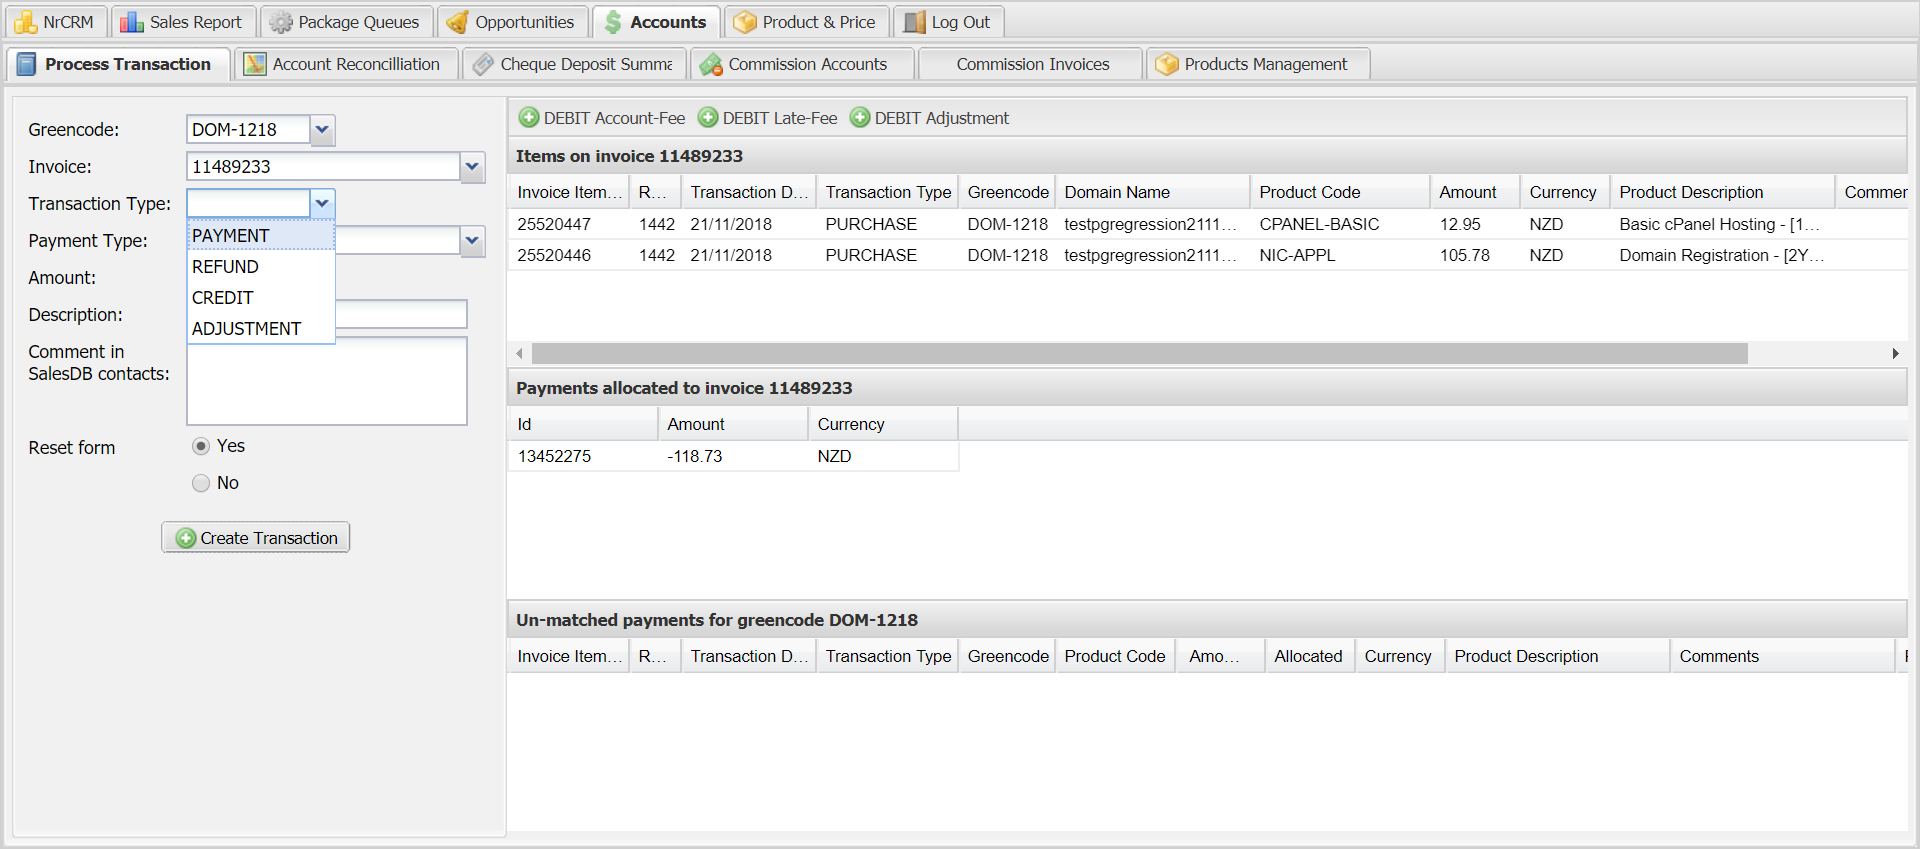 NrCRM Sales Report Package Queues Opportunities Accounts Product & Price Log Out
Process Transaction Account Reconcilliation Cheque Deposit Summa Commission Accounts Commission Invoices Products Management
Greencode: DOM-1218
Invoice: 11489233
Transaction Type:
PAYMENT
REFUND
CREDIT
ADJUSTMENT
Payment Type:
Amount:
Description:
Comment in
SalesDB contacts:
Reset form Yes
No
Create Transaction
DEBIT Account-Fee DEBIT Late-Fee DEBIT Adjustment
Items on invoice 11489233
Invoice Item... R... Transaction D... Transaction Type Greencode Domain Name Product Code Amount Currency Product Description Commer
25520447 1442 21/11/2018 PURCHASE DOM-1218 testpgregression2111... CPANEL-BASIC 12.95 NZD Basic cPanel Hosting - [1...
25520446 1442 21/11/2018 PURCHASE DOM-1218 testpgregression2111... NIC-APPL 105.78 NZD Domain Registration - [2Y...
Payments allocated to invoice 11489233
Id Amount Currency
13452275 -118.73 NZD
Un-matched payments for greencode DOM-1218
Invoice Item... R... Transaction D... Transaction Type Greencode Product Code Amo... Allocated Currency Product Description Comments